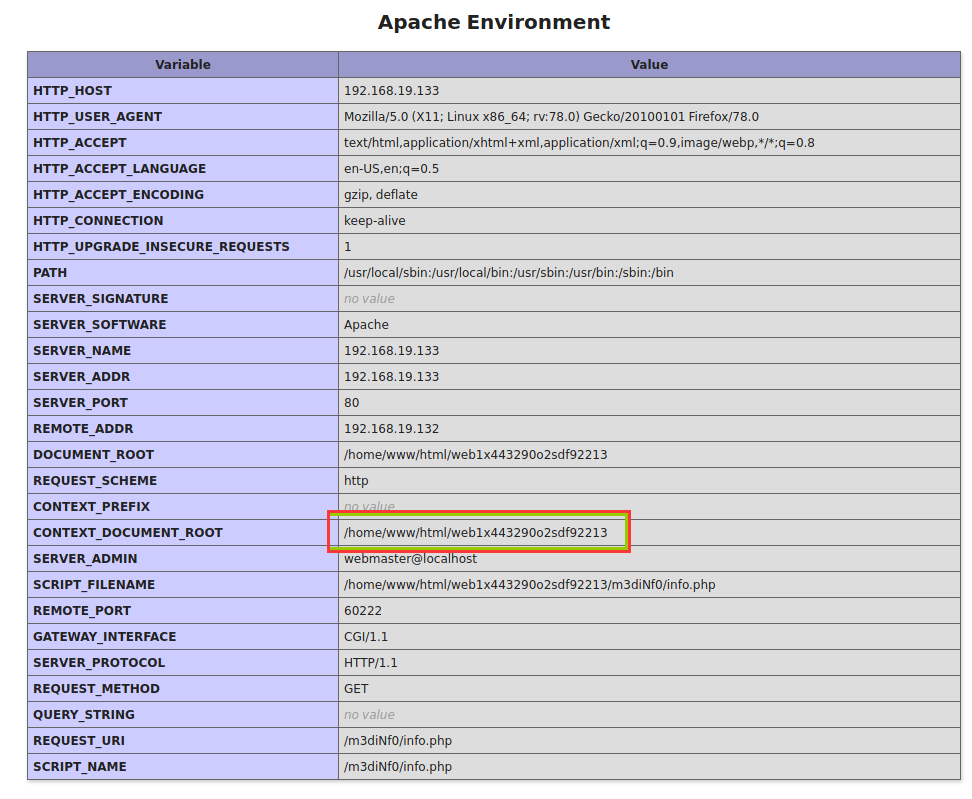 Apache Environment
Variable Value
HTTP_HOST 192.168.19.133
HTTP_USER_AGENT Mozilla/5.0 (X11; Linux x86_64; rv:78.0) Gecko/20100101 Firefox/78.0
HTTP_ACCEPT text/html,application/xhtml+xml,application/xml;q=0.9,image/webp,*/*;q=0.8
HTTP_ACCEPT_LANGUAGE en-US,en;q=0.5
HTTP_ACCEPT_ENCODING gzip, deflate
HTTP_CONNECTION keep-alive
HTTP_UPGRADE_INSECURE_REQUESTS 1
PATH /usr/local/sbin:/usr/local/bin:/usr/sbin:/usr/bin:/sbin:/bin
SERVER_SIGNATURE no value
SERVER_SOFTWARE Apache
SERVER_NAME 192.168.19.133
SERVER_ADDR 192.168.19.133
SERVER_PORT 80
REMOTE_ADDR 192.168.19.132
DOCUMENT_ROOT /home/www/html/web1x443290o2sdf92213
REQUEST_SCHEME http
CONTEXT_PREFIX no value
CONTEXT_DOCUMENT_ROOT /home/www/html/web1x443290o2sdf92213
SERVER_ADMIN webmaster@localhost
SCRIPT_FILENAME /home/www/html/web1x443290o2sdf92213/m3diNf0/info.php
REMOTE_PORT 60222
GATEWAY_INTERFACE CGI/1.1
SERVER_PROTOCOL HTTP/1.1
REQUEST_METHOD GET
QUERY_STRING no value
REQUEST_URI /m3diNf0/info.php
SCRIPT_NAME /m3diNf0/info.php